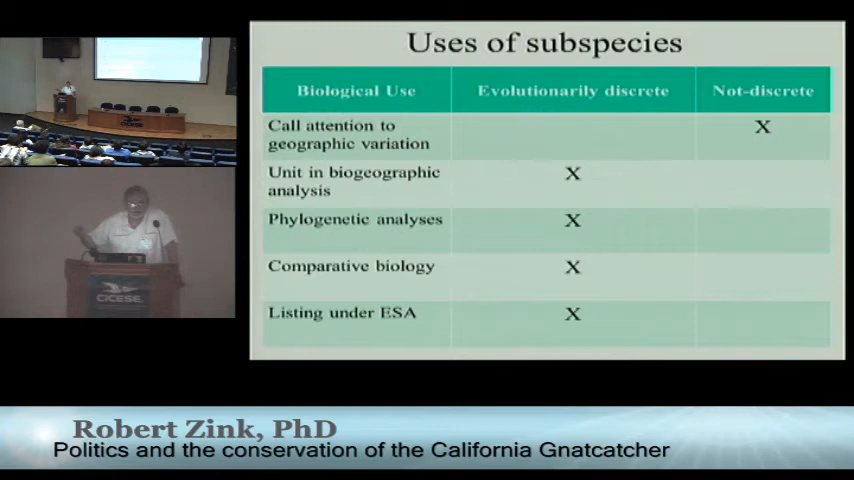 Uses of subspecies
Biological Use Evolutionarily discrete Not-discrete
Call attention to X
geographic variation
Unit in biogeographic X
analysis
Phylogenetic analyses X
Comparative biology X
Listing under ESA X
CICESE
Robert Zink, PhD
Politics and the conservation of the California Gnatcatcher